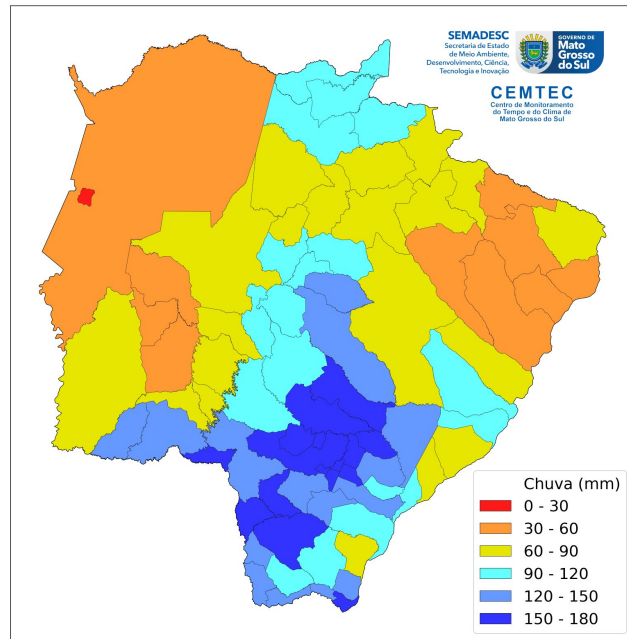 SEMADESC
Secretaria de Estado
de Meio Ambiente,
Desenvolvimento, Ciência,
Tecnologia e Inovação
GOVERNO DE
Mato
Grosso
do Sul
CEMTEC
Centro de Monitoramento
do Tempo e do Clima de
Mato Grosso do Sul
Chuva (mm)
0 - 30
30 - 60
60 - 90
90 - 120
120 - 150
150 - 180